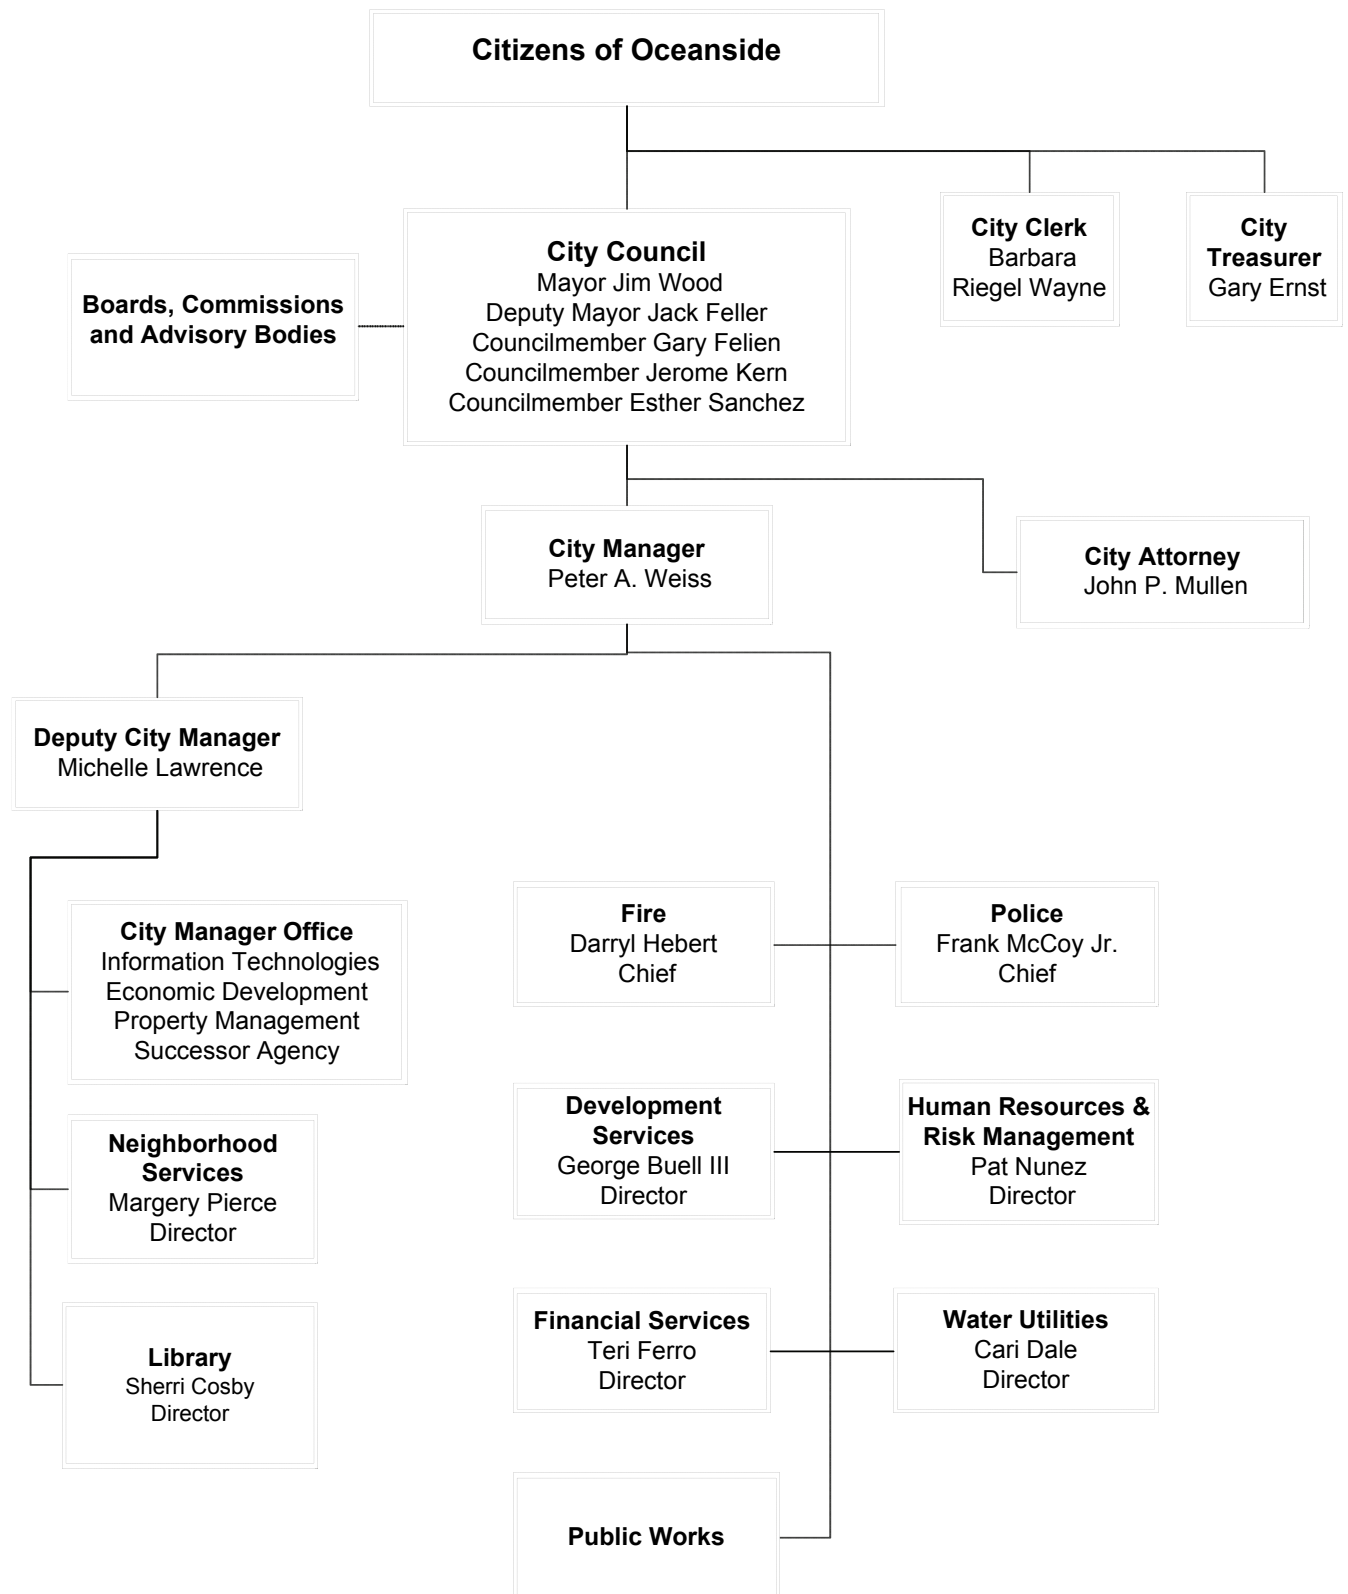 Citizens of Oceanside
City Council
Mayor Jim Wood
Deputy Mayor Jack Feller
Councilmember Gary Felien
Councilmember Jerome Kern
Councilmember Esther Sanchez
City Clerk
Barbara
Riegel Wayne
City
Treasurer
Gary Ernst
Boards, Commissions
and Advisory Bodies
City Manager
Peter A. Weiss
City Attorney
John P. Mullen
Deputy City Manager
Michelle Lawrence
City Manager Office
Information Technologies
Economic Development
Property Management
Successor Agency
Neighborhood
Services
Margery Pierce
Director
Library
Sherri Cosby
Director
Fire
Darryl Hebert
Chief
Police
Frank McCoy Jr.
Chief
Development
Services
George Buell III
Director
Human Resources &
Risk Management
Pat Nunez
Director
Financial Services
Teri Ferro
Director
Water Utilities
Cari Dale
Director
Public Works